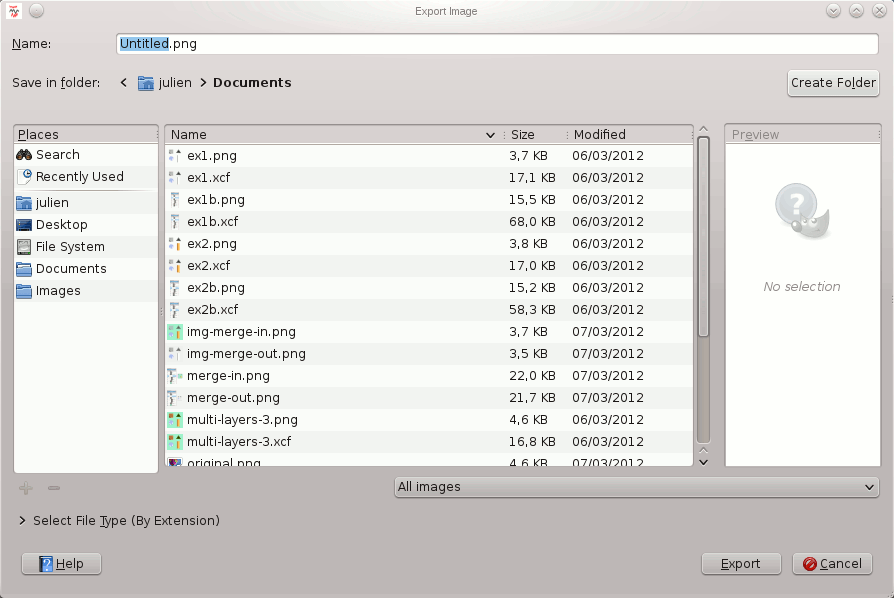 Export Image
Name: Untitled.png
Save in folder: < julien > Documents Create Folder
Places Name Size Modified Preview
Search ex1.png 3,7 KB 06/03/2012
Recently Used ex1.xcf 17,1 KB 06/03/2012
julien ex1b.png 15,5 KB 06/03/2012
Desktop ex1b.xcf 68,0 KB 06/03/2012
File System ex2.png 3,8 KB 06/03/2012
Documents ex2.xcf 17,0 KB 06/03/2012
Images ex2b.png 15,2 KB 06/03/2012
No selection
ex2b.xcf 58,3 KB 06/03/2012
img-merge-in.png 3,7 KB 07/03/2012
img-merge-out.png 3,5 KB 07/03/2012
merge-in.png 22,0 KB 07/03/2012
merge-out.png 21,7 KB 07/03/2012
multi-layers-3.png 4,6 KB 06/03/2012
multi-layers-3.xcf 16,8 KB 06/03/2012
original.png 4,6 KB 07/03/2012
All images
> Select File Type (By Extension)
Help Export Cancel